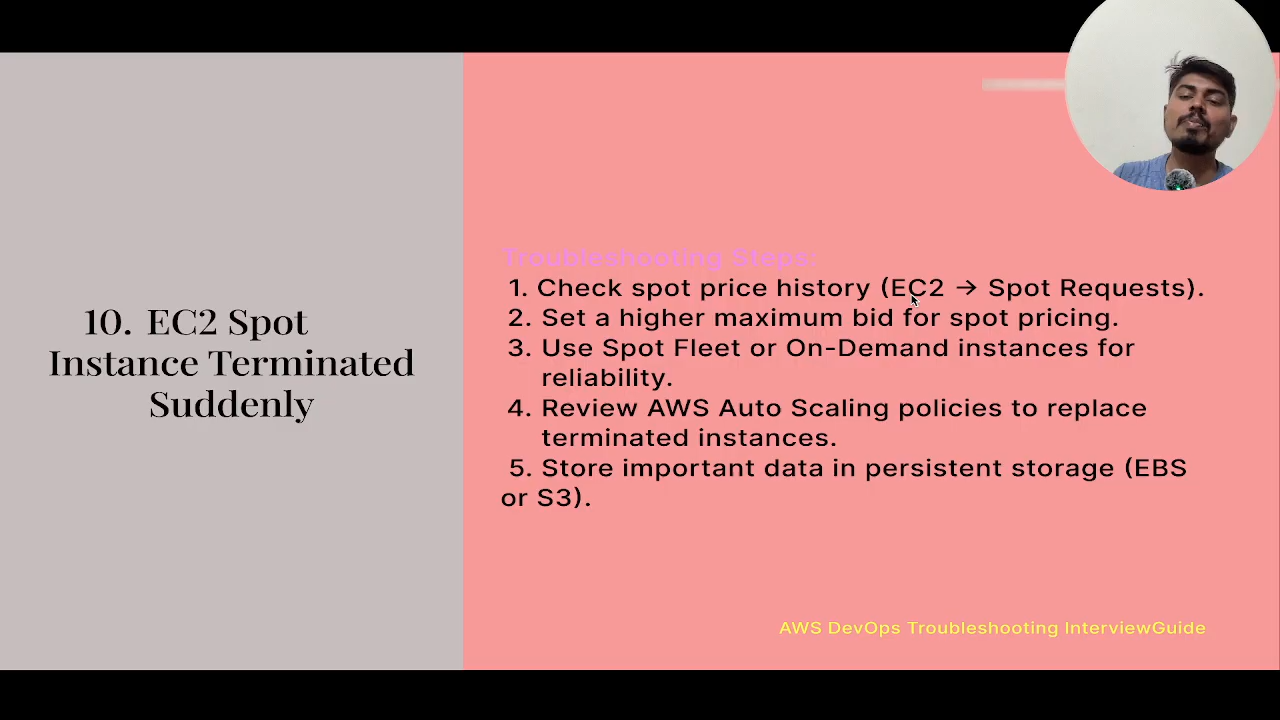 10. EC2 Spot
Instance Terminated
Suddenly
Troubleshooting Steps:
1. Check spot price history (EC2 → Spot Requests).
2. Set a higher maximum bid for spot pricing.
3. Use Spot Fleet or On-Demand instances for
reliability.
4. Review AWS Auto Scaling policies to replace
terminated instances.
5. Store important data in persistent storage (EBS
or S3).
AWS DevOps Troubleshooting InterviewGuide